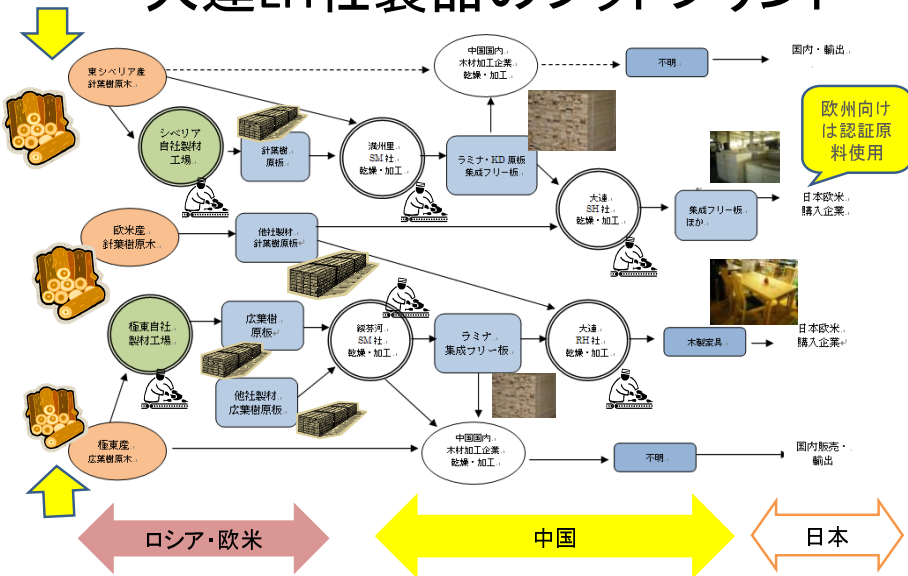 東シベリア産
針葉樹原木
中国国内
木材加工企業
乾燥・加工
不明
国内・輸出
欧州向け
は認証原
料使用
シベリア
自社製材
工場
針葉樹
原板
満州里
SM社
乾燥・加工
ラミナ・KD原板
集成フリー板
大連
SH社
乾燥・加工
集成フリー板
ほか
日本欧米
購入企業
欧米産
針葉樹原木
他社製材
針葉樹原板
極東自社
製材工場
広葉樹
原板
綏芬河
SM社
乾燥・加工
ラミナ
集成フリー板
大連
RH社
乾燥・加工
木製家具
日本欧米
購入企業
他社製材
広葉樹原板
極東産
広葉樹原木
中国国内
木材加工企業
乾燥・加工
不明
国内販売・
輸出
ロシア・欧米
中国
日本